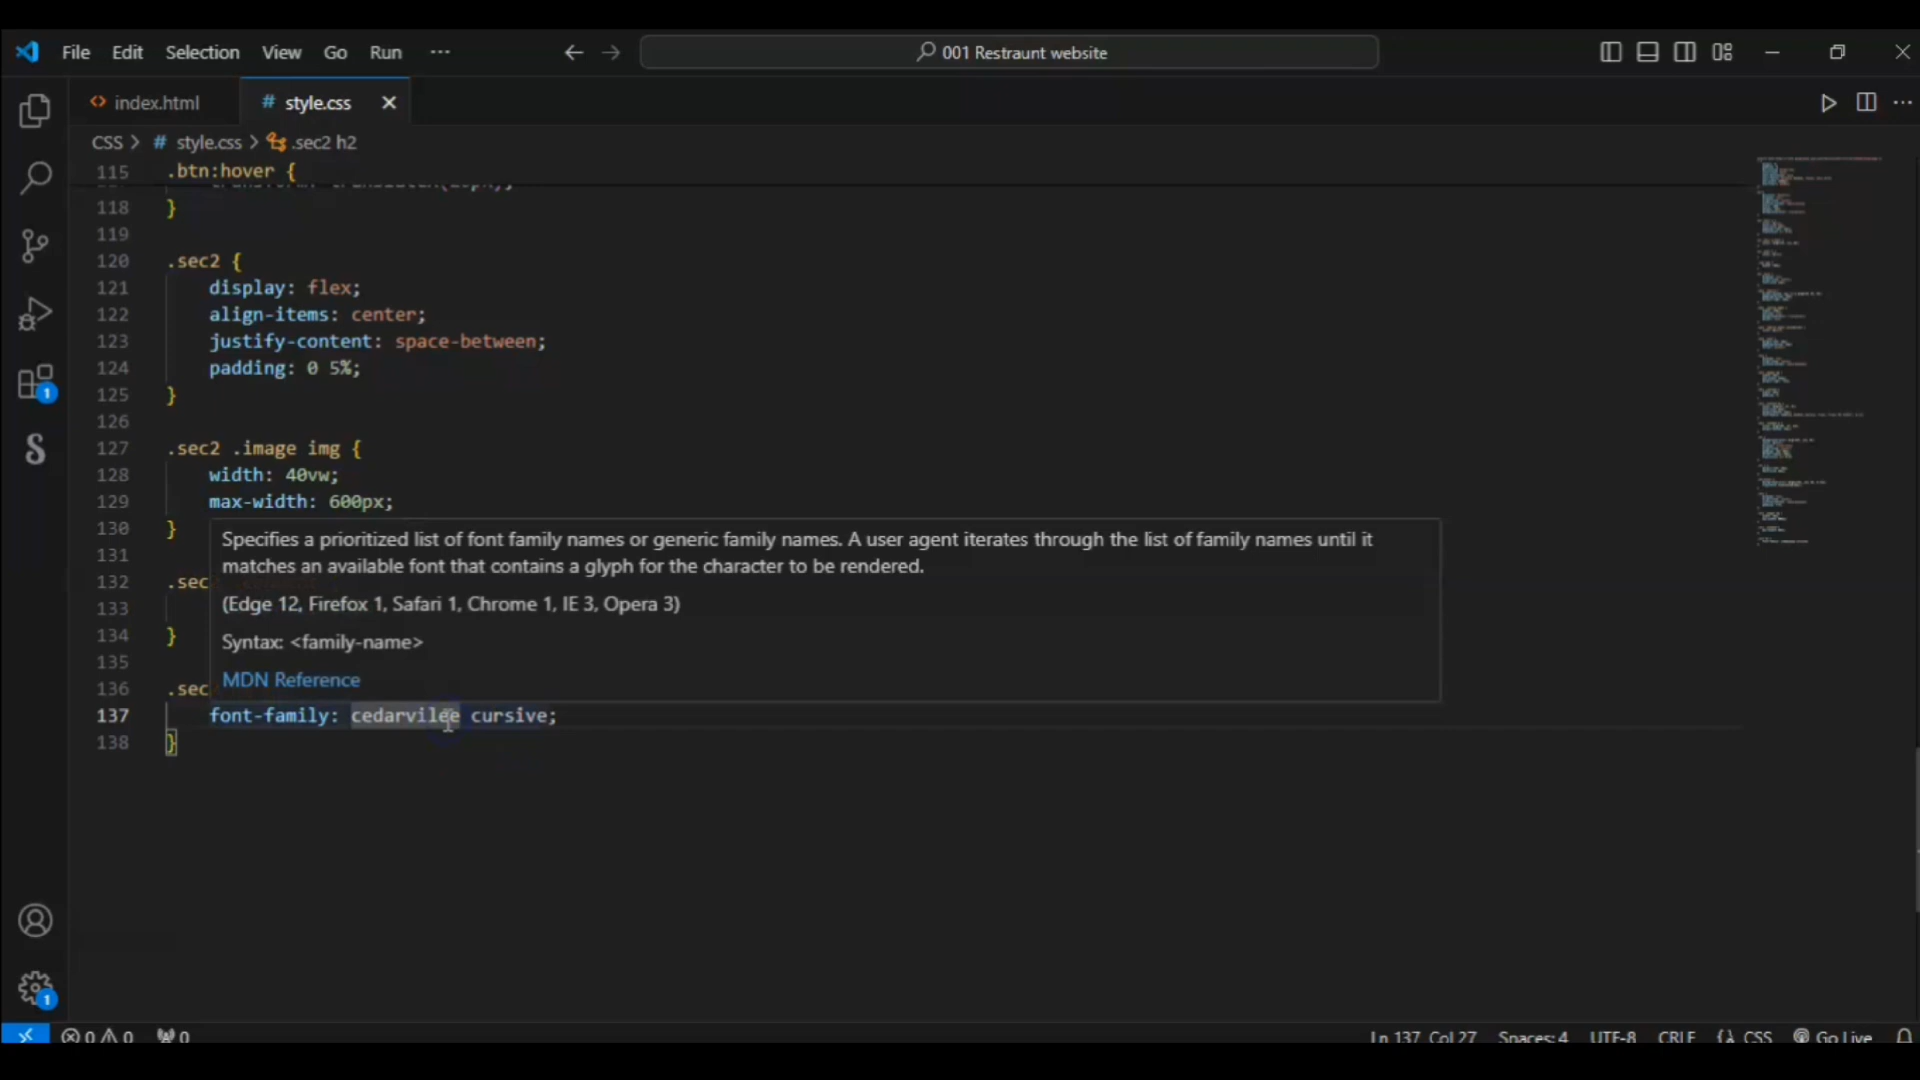 File Edit Selection View Go Run ···
001 Restraunt website
index.html
# style.css
CSS > # style.css > .sec2 h2
115 .btn:hover {
118 }
119
120 .sec2 {
121 display: flex;
122 align-items: center;
123 justify-content: space-between;
124 padding: 0 5%;
125 }
126
127 .sec2 .image img {
128 width: 40vw;
129 max-width: 600px;
130 }
Specifies a prioritized list of font family names or generic family names. A user agent iterates through the list of family names until it
131
matches an available font that contains a glyph for the character to be rendered.
132 .sec
(Edge 12, Firefox 1, Safari 1, Chrome 1, IE 3, Opera 3)
133
134 }
Syntax: <family-name>
135
136 .sec
MDN Reference
137 font-family: cedarvilee cursive;
138 }
1
1
0 0 0
Ln 137, Col 27 Spaces: 4 UTF-8 CRLF CSS Go Live